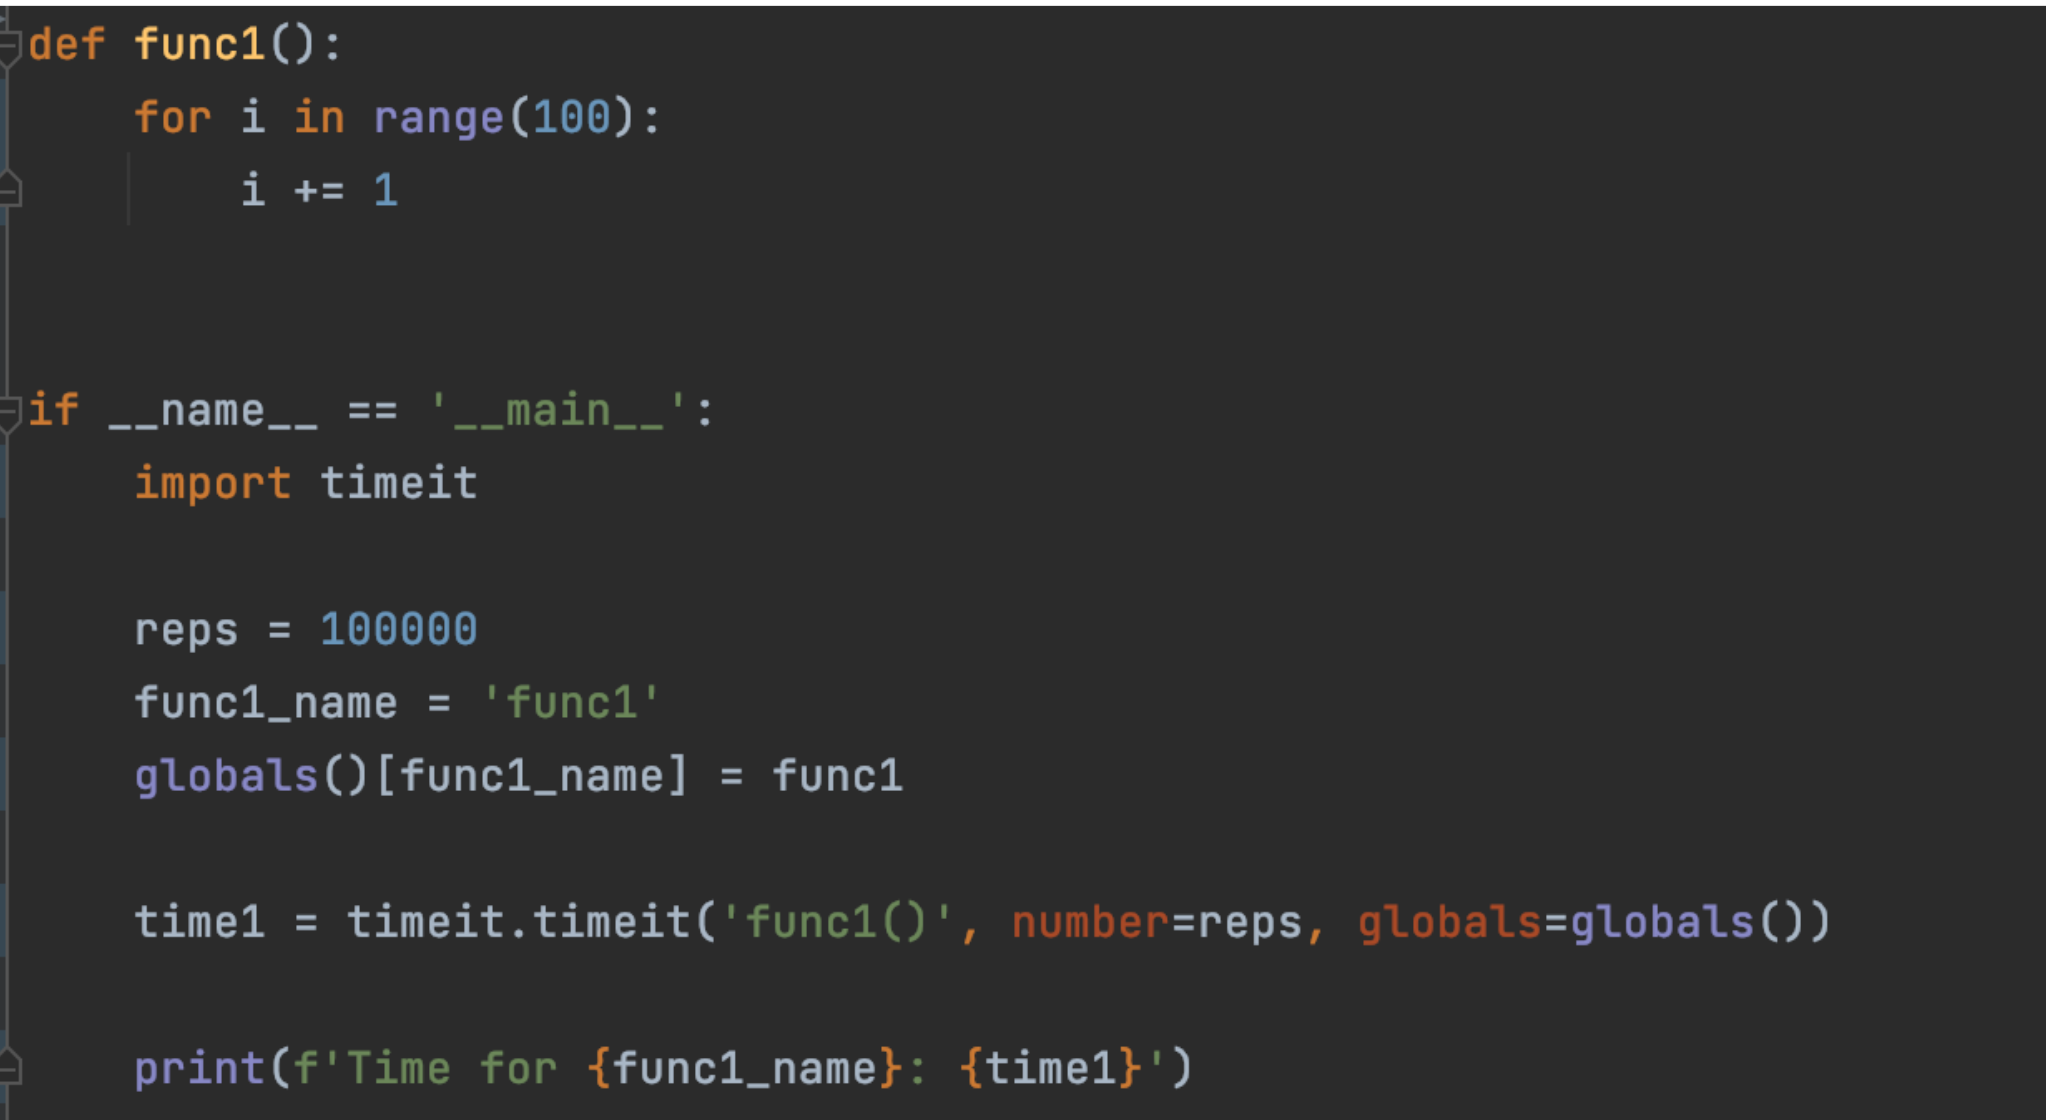 def func1():
    for i in range(100):
        i += 1
if __name__ == '__main__':
    import timeit
    reps = 100000
    func1_name = 'func1'
    globals()[func1_name] = func1
    time1 = timeit.timeit('func1()', number=reps, globals=globals())
    print(f'Time for {func1_name}: {time1}')